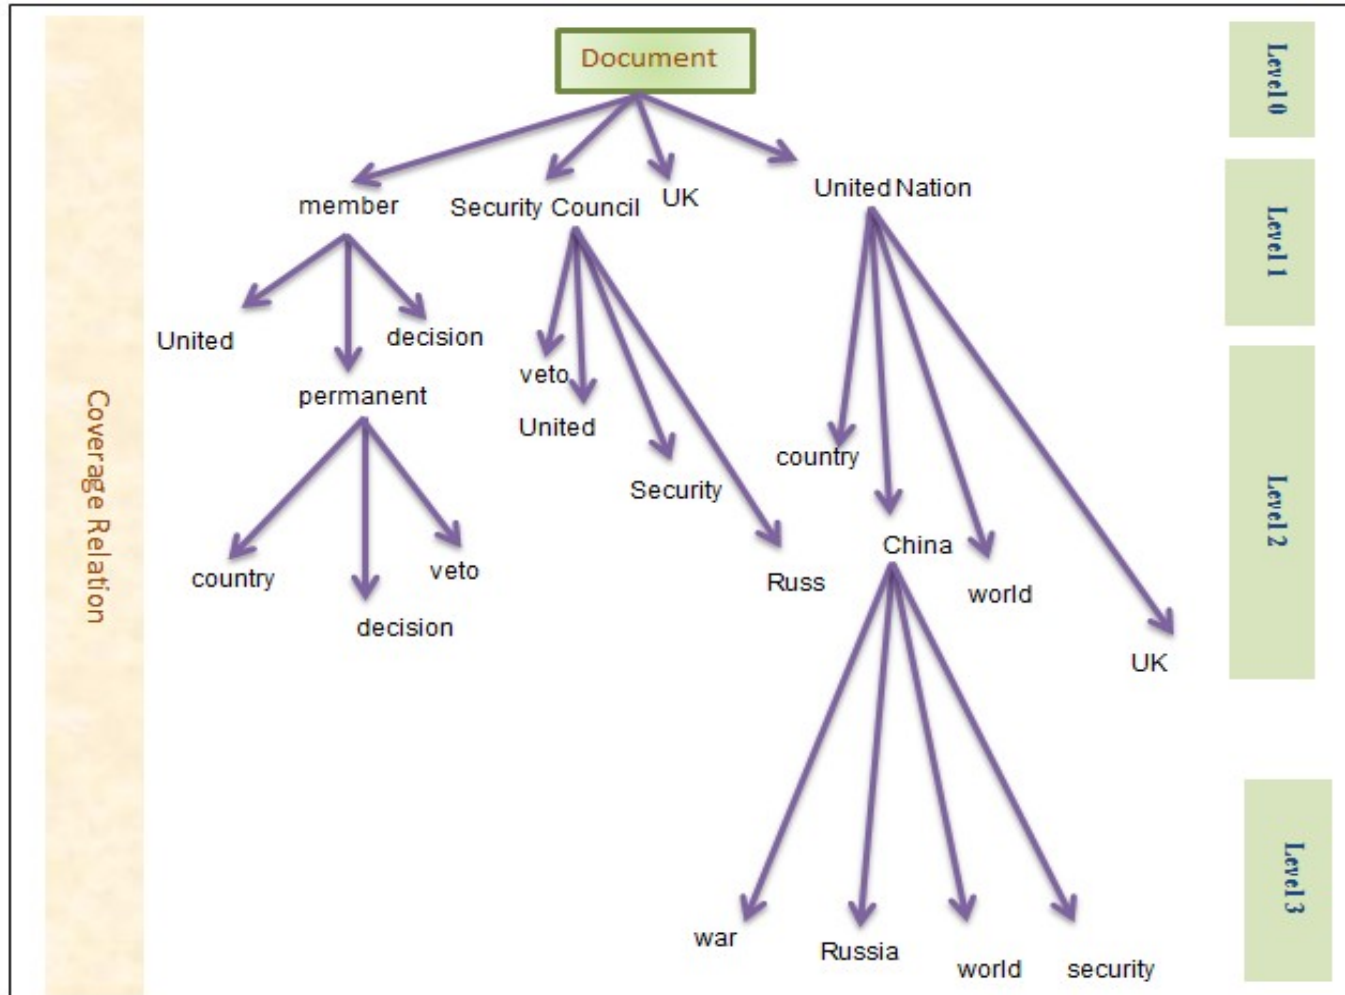 Document
Level 0
member
Security Council
UK
United Nation
Level 1
United
decision
veto
permanent
United
country
Security
China
Level 2
country
veto
Russ
world
decision
UK
Coverage Relation
war
Russia
world
security
Level 3